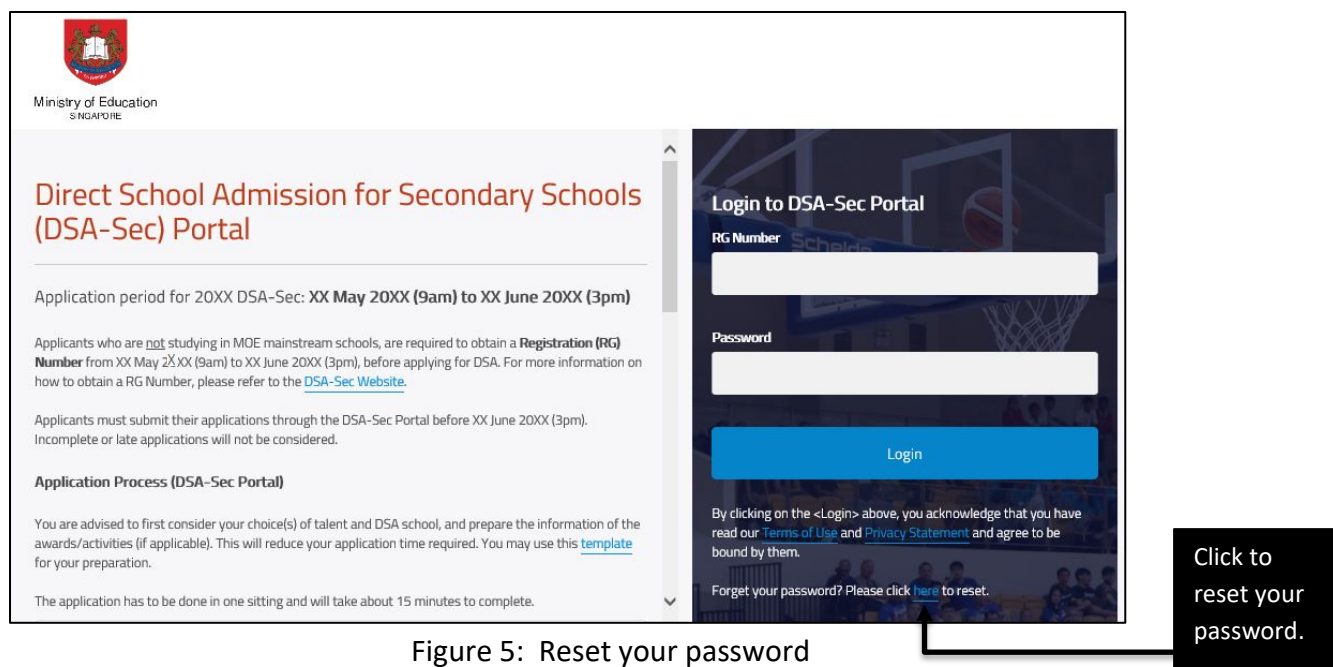 Ministry of Education
SINGAPORE
Direct School Admission for Secondary Schools
(DSA-Sec) Portal
Application period for 20XX DSA-Sec: XX May 20XX (9am) to XX June 20XX (3pm)
Applicants who are not studying in MOE mainstream schools, are required to obtain a Registration (RG)
Number from XX May 2XXX (9am) to XX June 20XX (3pm), before applying for DSA. For more information on
how to obtain a RG Number, please refer to the DSA-Sec Website.
Applicants must submit their applications through the DSA-Sec Portal before XX June 20XX (3pm).
Incomplete or late applications will not be considered.
Application Process (DSA-Sec Portal)
You are advised to first consider your choice(s) of talent and DSA school, and prepare the information of the
awards/activities (if applicable). This will reduce your application time required. You may use this template
for your preparation.
The application has to be done in one sitting and will take about 15 minutes to complete.
Login to DSA-Sec Portal
RG Number
Schelde
Password
Login
By clicking on the <Login> above, you acknowledge that you have
read our Terms of Use and Privacy Statement and agree to be
bound by them.
Forget your password? Please click here to reset.
Click to
reset your
password.
Figure 5: Reset your password